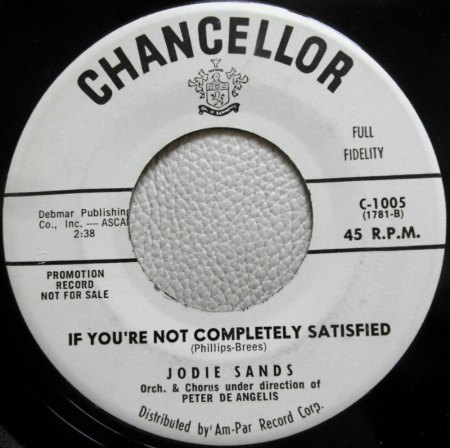 CHANCELLOR
FULL
FIDELITY
Debmar Publishing
Co., Inc. — ASCAP
2:38
C-1005
(1781-B)
45 R.P.M.
PROMOTION
RECORD
NOT FOR SALE
IF YOU'RE NOT COMPLETELY SATISFIED
(Phillips-Brees)
JODIE SANDS
Orch. & Chorus under direction of
PETER DE ANGELIS
Distributed by Am-Par Record Corp.